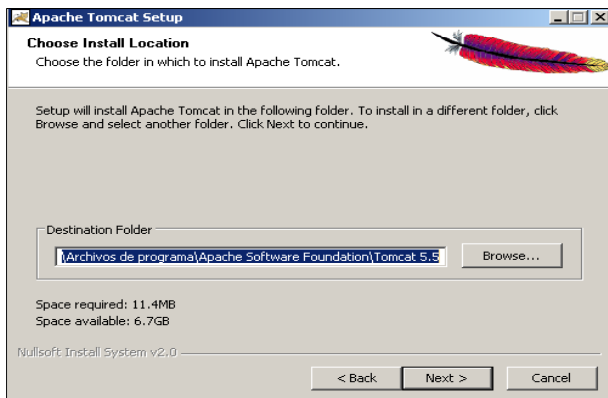 Apache Tomcat Setup
Choose Install Location
Choose the folder in which to install Apache Tomcat.
Setup will install Apache Tomcat in the following folder. To install in a different folder, click
Browse and select another folder. Click Next to continue.
Destination Folder
\Archivos de programa\Apache Software Foundation\Tomcat 5.5
Browse...
Space required: 11.4MB
Space available: 6.7GB
Nullsoft Install System v2.0
< Back
Next >
Cancel